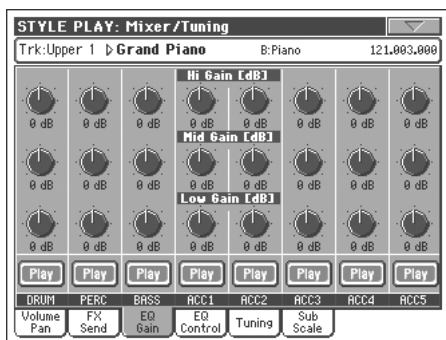 STYLE PLAY: Mixer/Tuning
Trk:Upper 1 ▷Grand Piano B:Piano 121.003.000
Hi Gain [dB]
0 dB 0 dB 0 dB 0 dB 0 dB 0 dB 0 dB 0 dB
Mid Gain [dB]
0 dB 0 dB 0 dB 0 dB 0 dB 0 dB 0 dB 0 dB
Low Gain [dB]
0 dB 0 dB 0 dB 0 dB 0 dB 0 dB 0 dB 0 dB
Play Play Play Play Play Play Play Play
DRUM PERC BASS ACC1 ACC2 ACC3 ACC4 ACC5
Volume Pan FX Send EQ Gain EQ Control Tuning Sub Scale